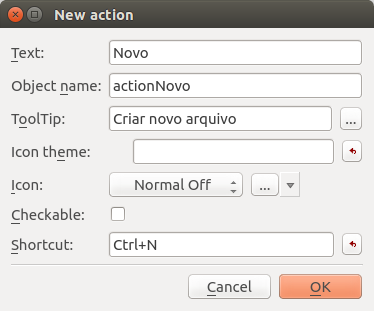 New action
Text: Novo
Object name: actionNovo
ToolTip: Criar novo arquivo ...
Icon theme:
Icon: Normal Off ...
Checkable:
Shortcut: Ctrl+N
Cancel OK